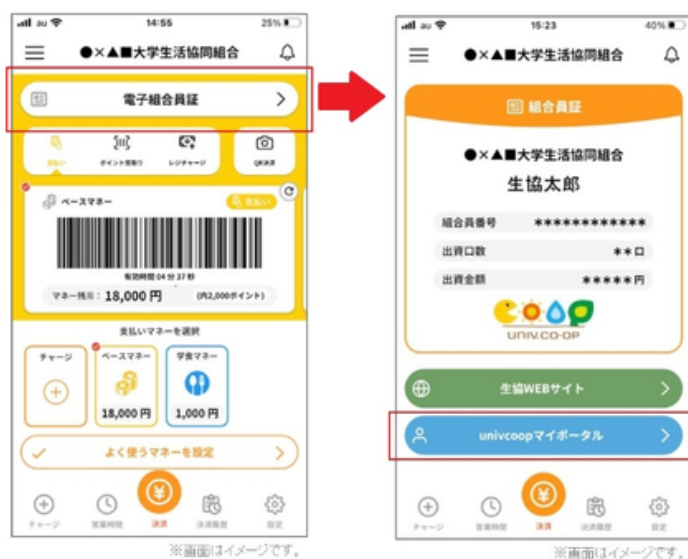 au 14:55 25%
●×▲■大学生活協同組合
電子組合員証
支払い ポイント受取り レジチャージ QR決済
ベースマネー 支払い
有効時間 04 分 37 秒
マネー残高：18,000 円 (内2,000ポイント)
支払いマネーを選択
チャージ ベースマネー 学食マネー
18,000 円 1,000 円
よく使うマネーを設定
チャージ 営業時間 決済 決済履歴 設定
※画面はイメージです。
au 15:23 40%
●×▲■大学生活協同組合
組合員証
●×▲■大学生活協同組合
生協太郎
組合員番号 ************
出資口数 **口
出資金額 *****円
UNIV.CO-OP
生協WEBサイト
univcoopマイポータル
チャージ 営業時間 決済 決済履歴 設定
※画面はイメージです。